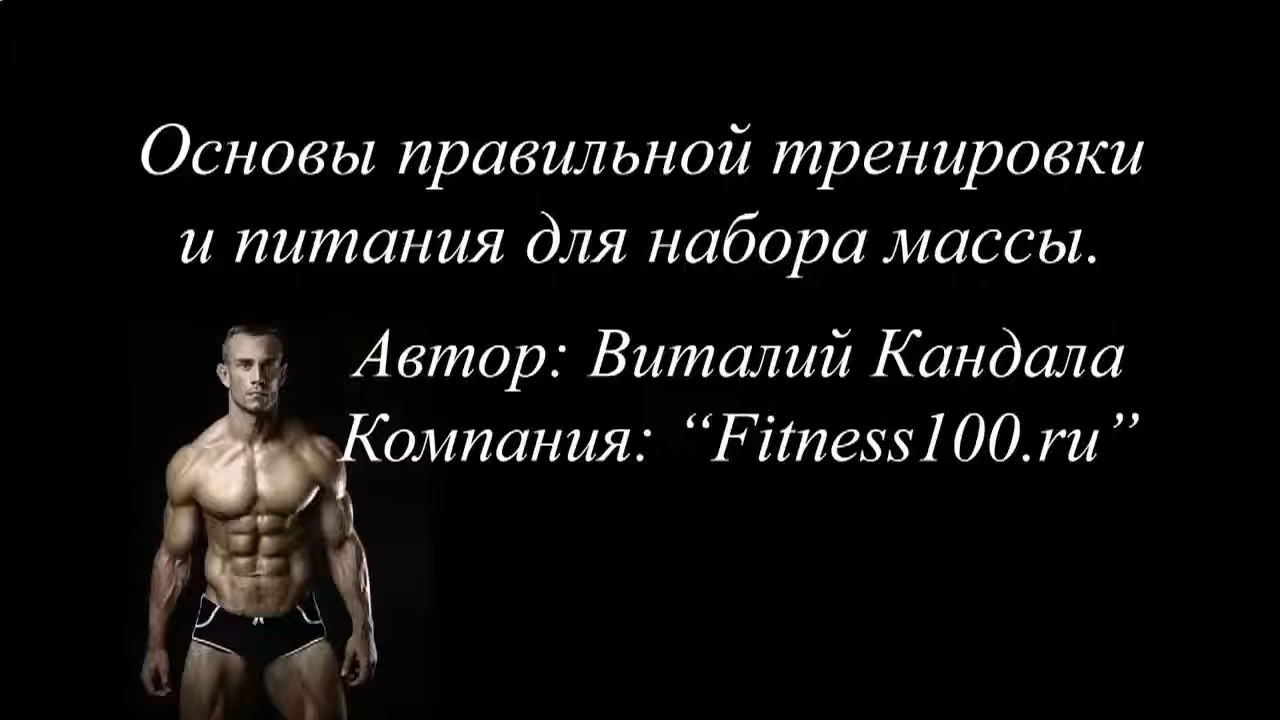 Основы правильной тренировки
и питания для набора массы.
Автор: Виталий Кандала
Компания: “Fitness100.ru”